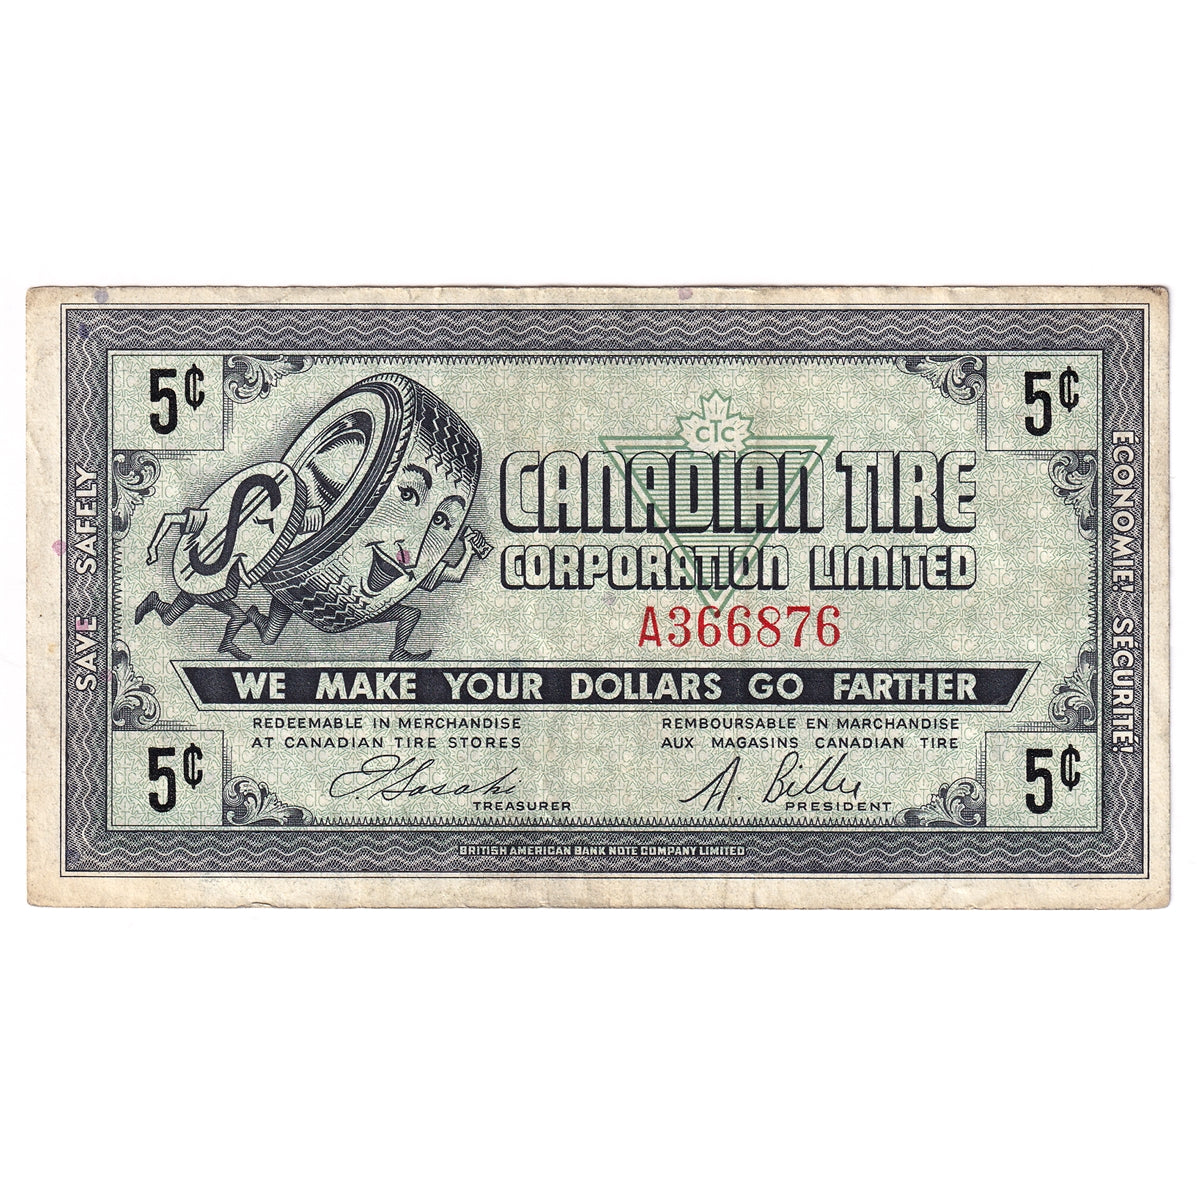 5¢
5¢
CTC
CANADIAN TIRE
CORPORATION LIMITED
A366876
SAVE SAFELY
ÉCONOMIE! SÉCURITÉ!
WE MAKE YOUR DOLLARS GO FARTHER
REDEEMABLE IN MERCHANDISE
AT CANADIAN TIRE STORES
REMBOURSABLE EN MARCHANDISE
AUX MAGASINS CANADIAN TIRE
5¢
TREASURER
A. Billes
PRESIDENT
5¢
BRITISH AMERICAN BANK NOTE COMPANY LIMITED